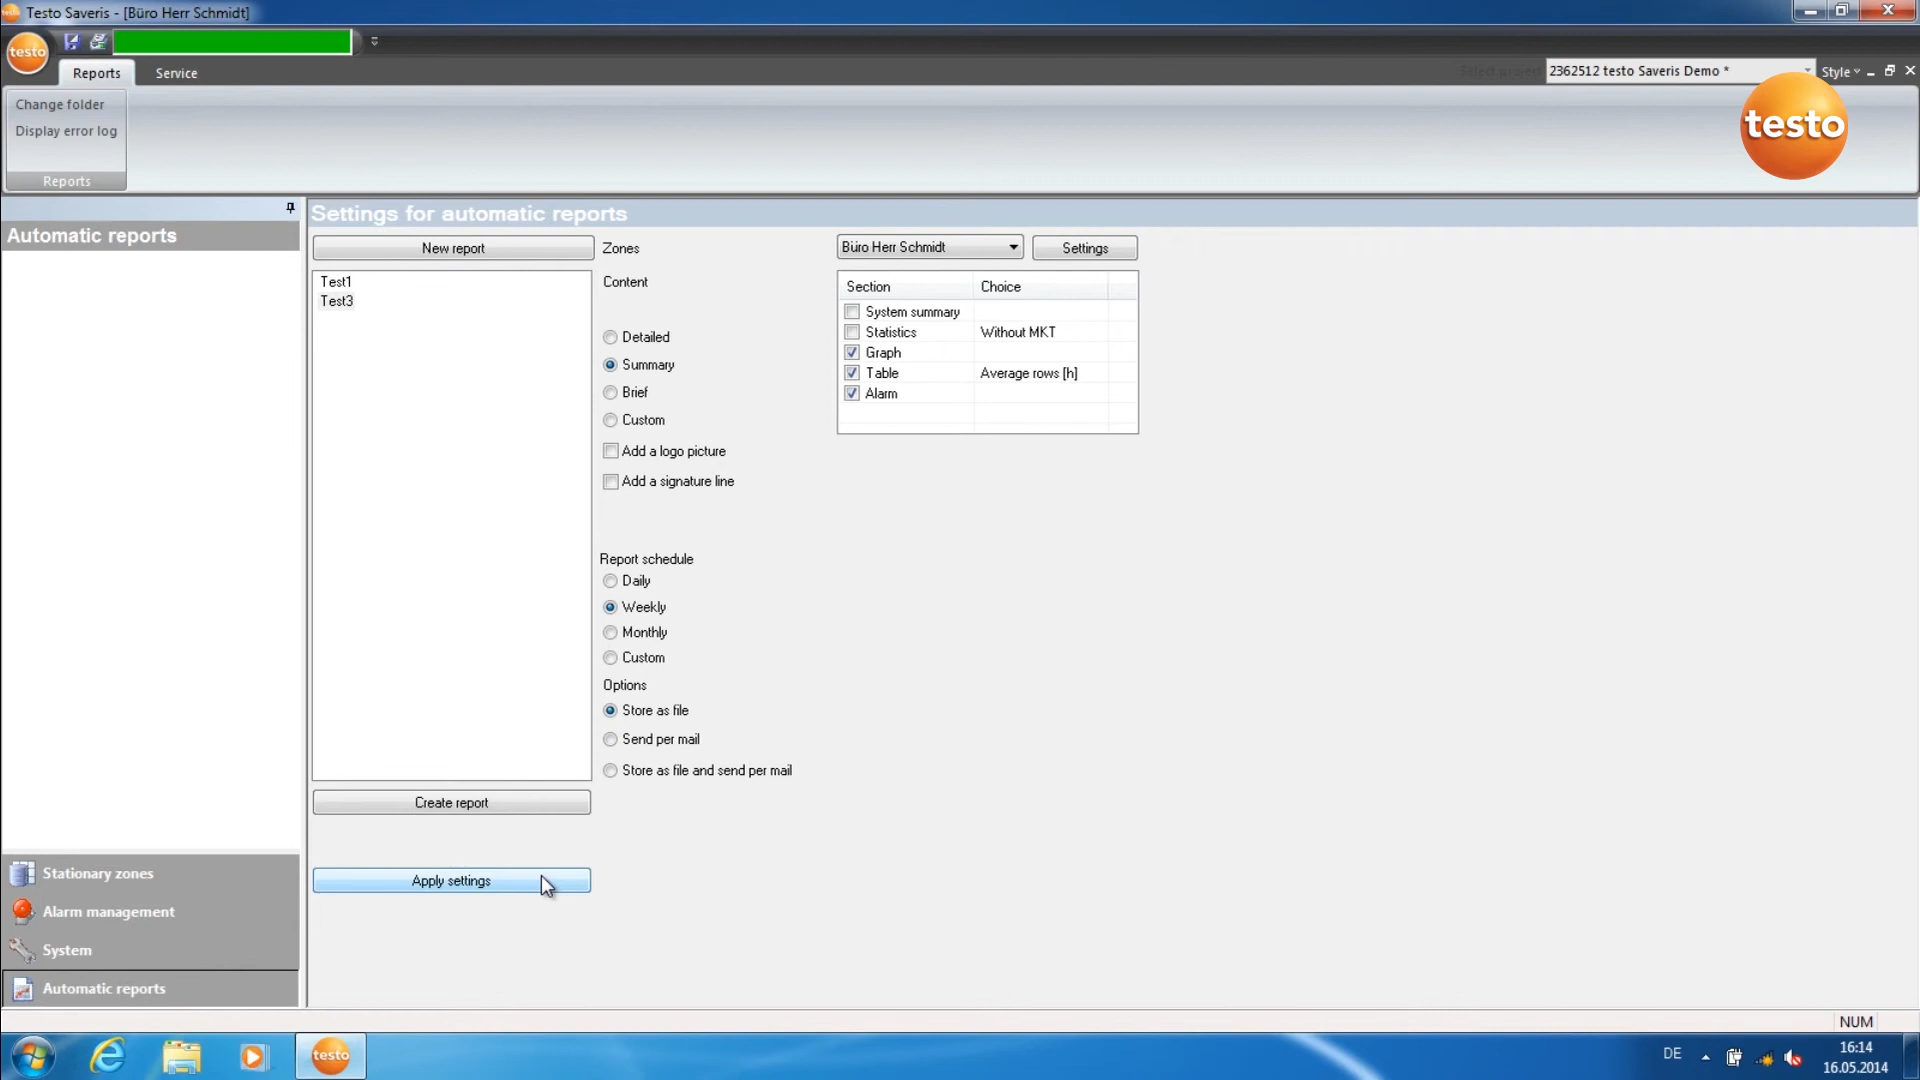 Testo Saveris - [Büro Herr Schmidt]
testo
Reports
Service
Select project
2362512 testo Saveris Demo *
Style
Change folder
Display error log
Reports
testo
Automatic reports
Settings for automatic reports
New report
Zones
Büro Herr Schmidt
Settings
Test1
Test3
Content
Section
Choice
System summary
Statistics
Without MKT
Graph
Table
Average rows [h]
Alarm
Detailed
Summary
Brief
Custom
Add a logo picture
Add a signature line
Report schedule
Daily
Weekly
Monthly
Custom
Options
Store as file
Send per mail
Store as file and send per mail
Create report
Apply settings
Stationary zones
Alarm management
System
Automatic reports
NUM
testo
DE
16:14
16.05.2014